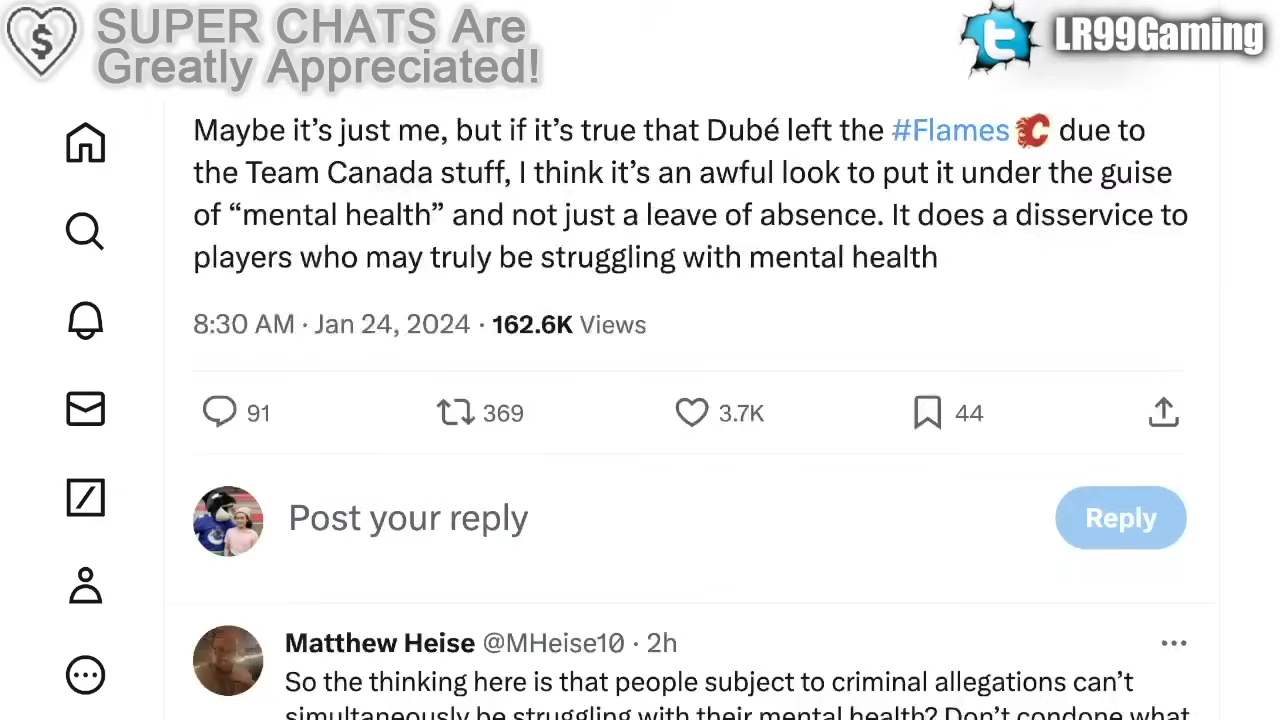 SUPER CHATS Are
Greatly Appreciated!
LR99Gaming
Maybe it’s just me, but if it’s true that Dubé left the #Flames due to
the Team Canada stuff, I think it’s an awful look to put it under the guise
of “mental health” and not just a leave of absence. It does a disservice to
players who may truly be struggling with mental health
8:30 AM · Jan 24, 2024 · 162.6K Views
91 369 3.7K 44
Post your reply
Reply
Matthew Heise @MHeise10 · 2h
So the thinking here is that people subject to criminal allegations can’t
simultaneously be struggling with their mental health? Don’t condone what